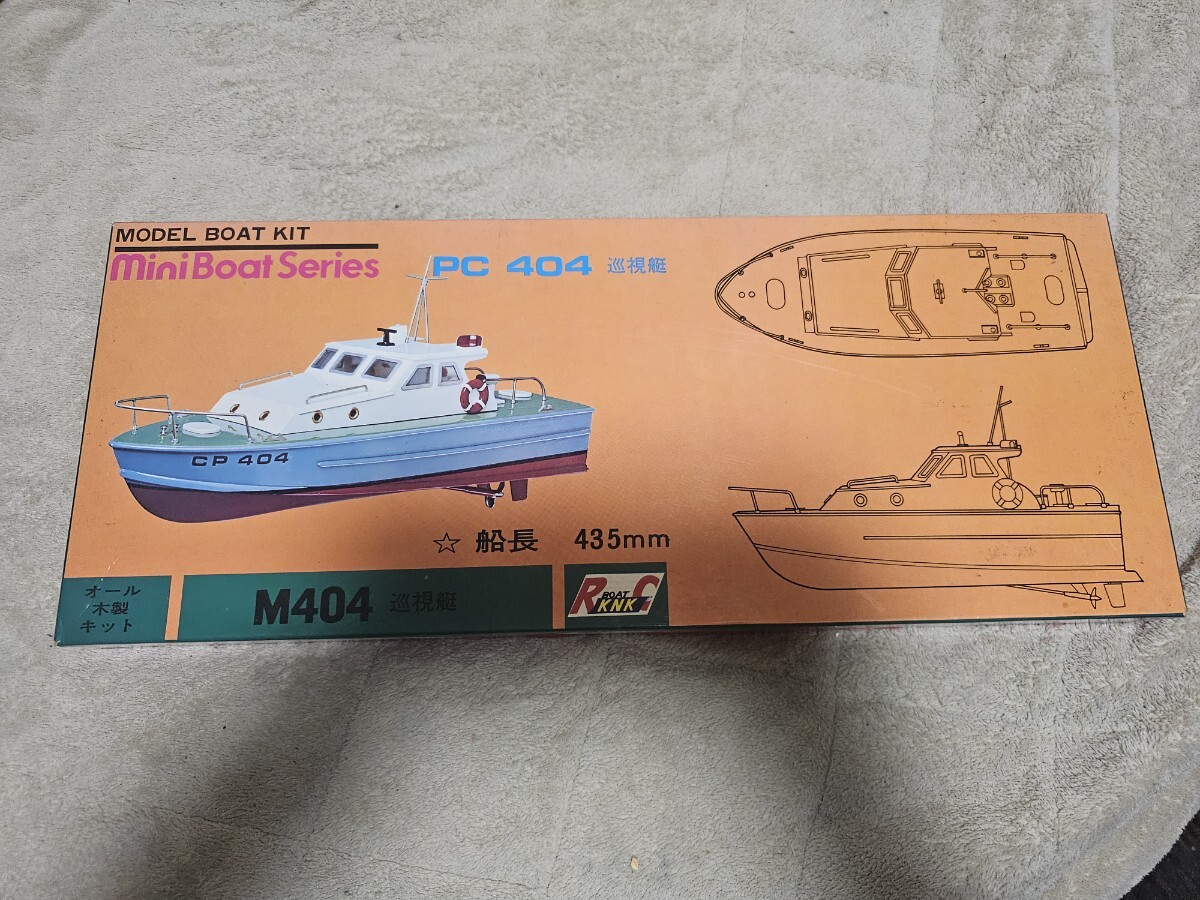 MODEL BOAT KIT
Mini Boat Series
PC 404 巡視艇
CP 404
☆ 船長 435mm
オール
木製
キット
M404 巡視艇
R BOAT C
KNK